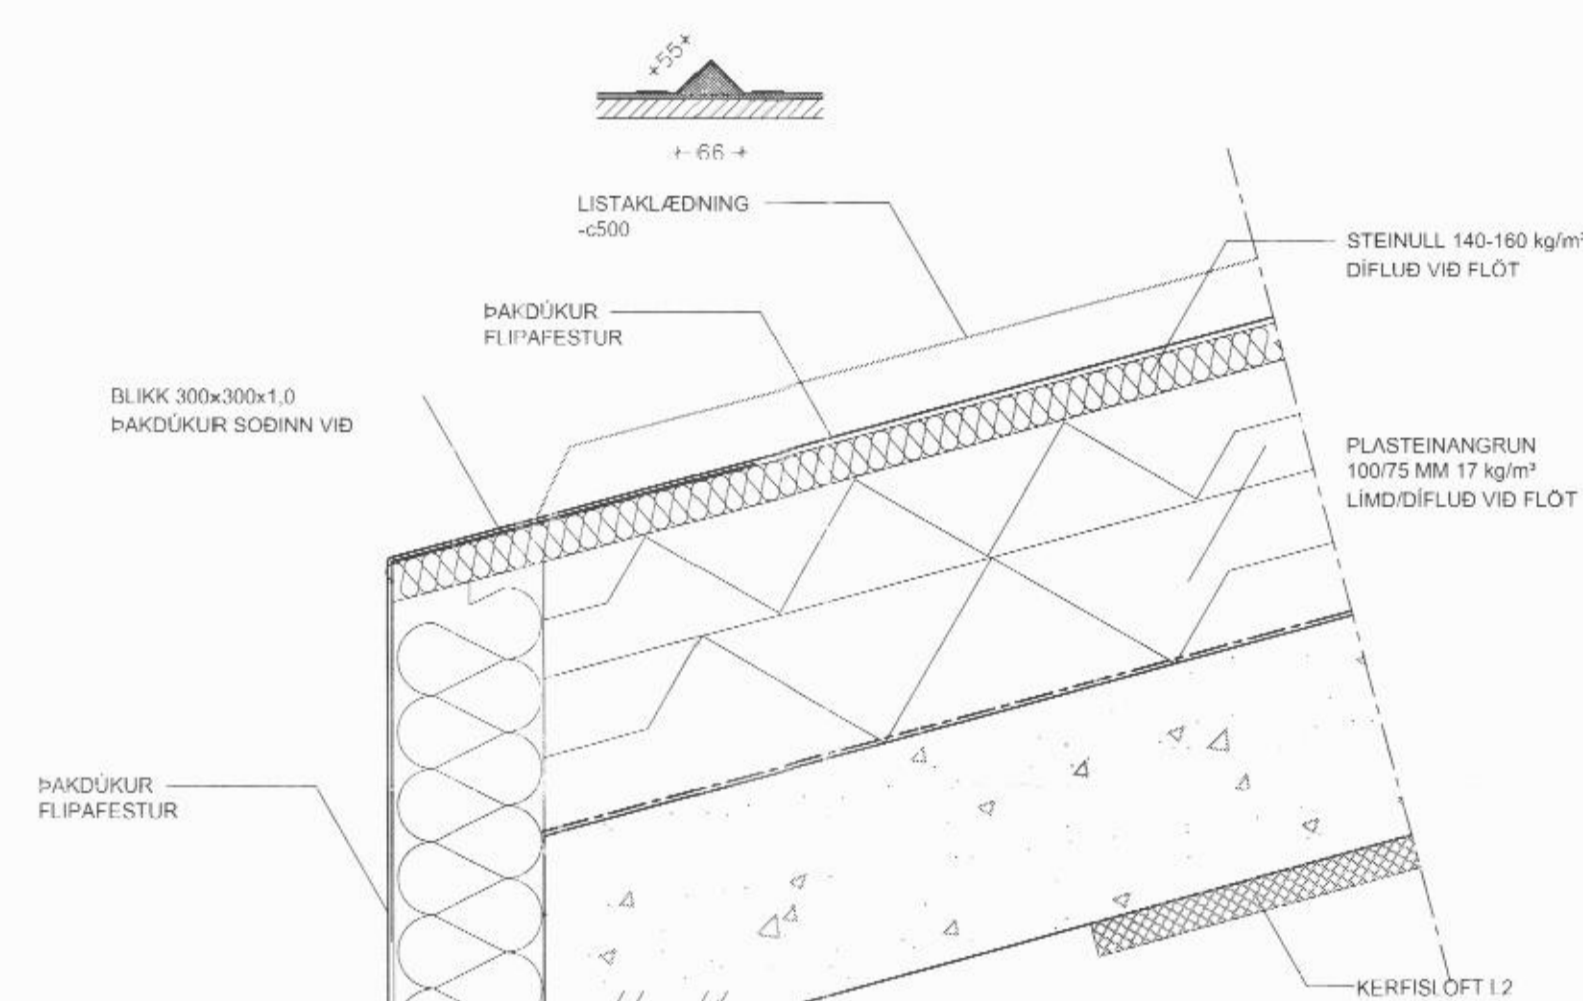 55
66
LISTAKLÆÐNING
-c500
STEINULL 140-160 kg/m³
DÍFLUÐ VIÐ FLÖT
ÞAKDÚKUR
FLIPAFESTUR
BLIKK 300x300x1,0
ÞAKDÚKUR SOÐINN VIÐ
PLASTEINANGRUN
100/75 MM 17 kg/m³
LÍMD/DÍFLUÐ VIÐ FLÖT
ÞAKDÚKUR
FLIPAFESTUR
KERFISLOFT L2